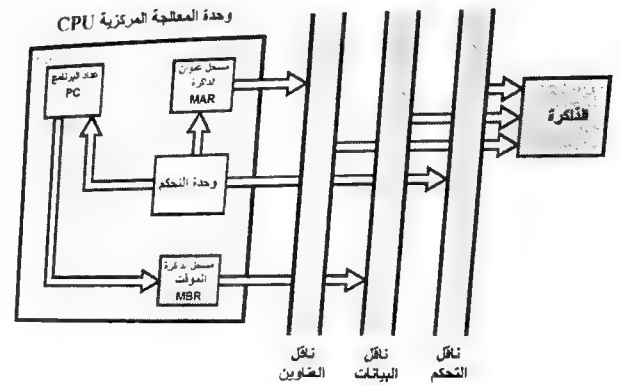 وحدة المعالجة المركزية CPU
عداد البرنامج
PC
مسجل عنوان
الذاكرة
MAR
وحدة التحكم
مسجل الذاكرة
المؤقت
MBR
الذاكرة
ناقل
العناوين
ناقل
البيانات
ناقل
التحكم